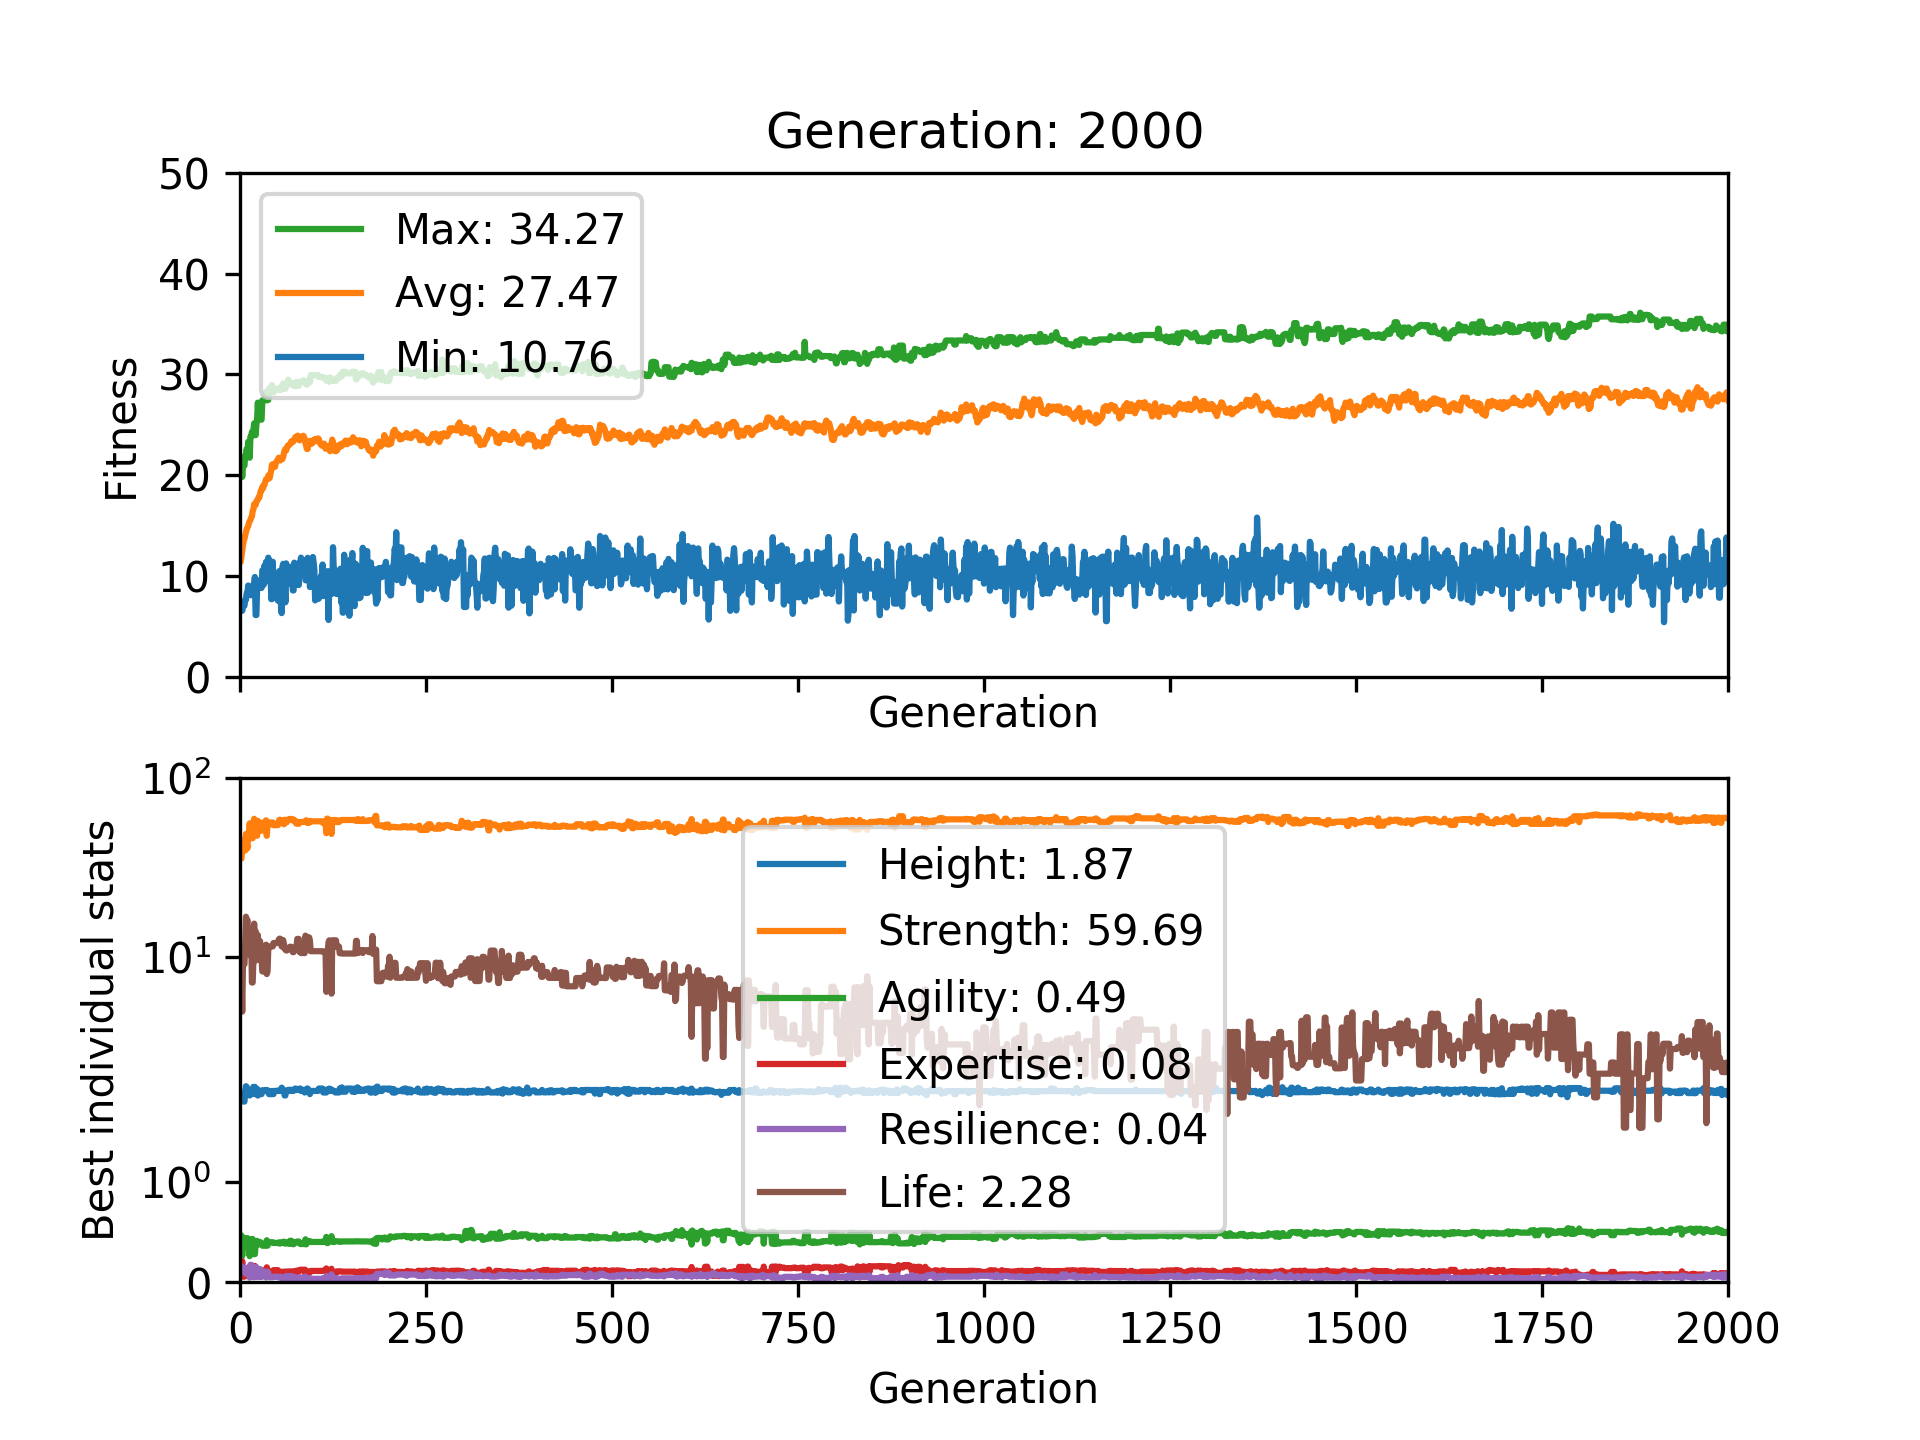 Generation: 2000
50
40
30
20
10
0
Fitness
Max: 34.27
Avg: 27.47
Min: 10.76
Generation
10²
10¹
10⁰
0
Best individual stats
Height: 1.87
Strength: 59.69
Agility: 0.49
Expertise: 0.08
Resilience: 0.04
Life: 2.28
0 250 500 750 1000 1250 1500 1750 2000
Generation